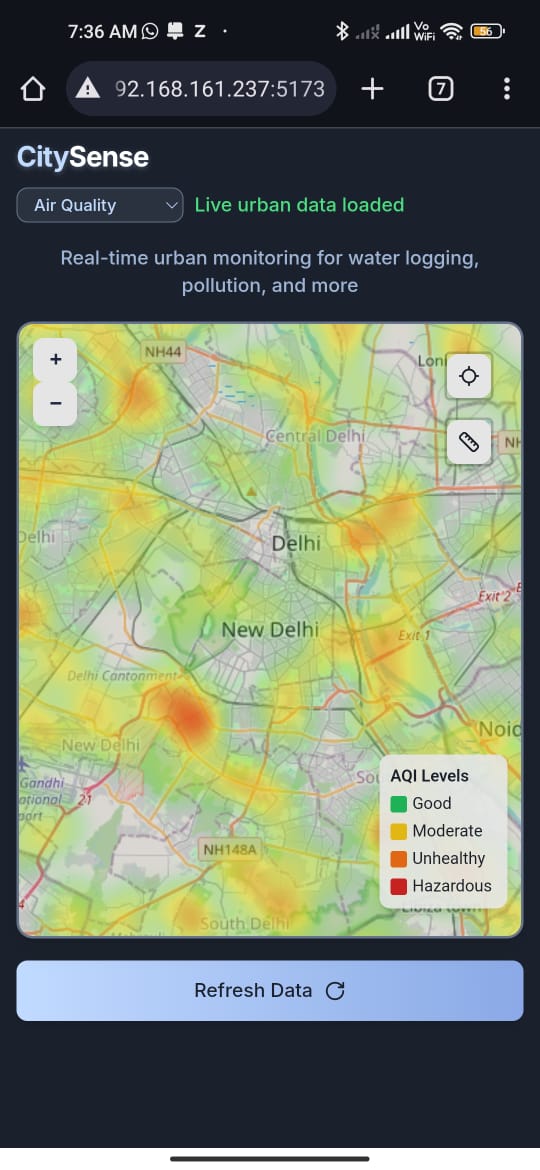 7:36 AM
Z
Vo
WiFi
56
92.168.161.237:5173
7
CitySense
Air Quality
Live urban data loaded
Real-time urban monitoring for water logging,
pollution, and more
+
−
NH44
Loni
Central Delhi
NH
Delhi
Delhi
Exit 2
New Delhi
Exit 1
Delhi Cantonment
Noid
New Delhi
Gandhi
ational
port
21
Sou
NH148A
4
South Delhi
AQI Levels
Good
Moderate
Unhealthy
Hazardous
Refresh Data